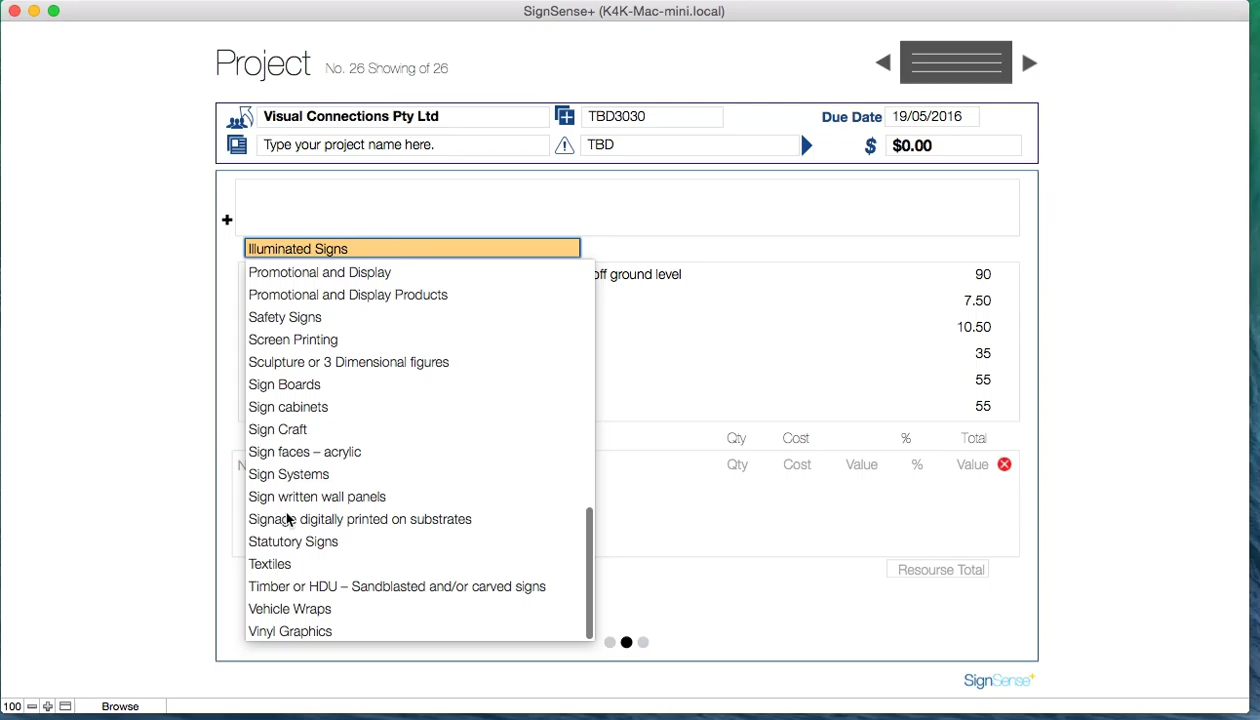 SignSense+ (K4K-Mac-mini.local)
Project No. 26 Showing of 26
Visual Connections Pty Ltd TBD3030 Due Date 19/05/2016
Type your project name here. TBD $ $0.00
Illuminated Signs
Promotional and Display off ground level 90
Promotional and Display Products 7.50
Safety Signs 10.50
Screen Printing 35
Sculpture or 3 Dimensional figures
Sign Boards 55
Sign cabinets 55
Sign Craft
Qty Cost % Total
Sign faces – acrylic
N Qty Cost Value % Value
Sign Systems
Sign written wall panels
Signage digitally printed on substrates
Statutory Signs
Textiles Resourse Total
Timber or HDU – Sandblasted and/or carved signs
Vehicle Wraps
Vinyl Graphics
SignSense+
100 Browse